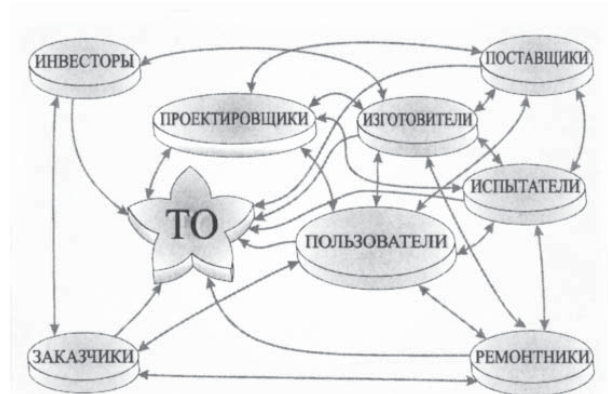 ИНВЕСТОРЫ
ПОСТАВЩИКИ
ПРОЕКТИРОВЩИКИ
ИЗГОТОВИТЕЛИ
ИСПЫТАТЕЛИ
ТО
ПОЛЬЗОВАТЕЛИ
ЗАКАЗЧИКИ
РЕМОНТНИКИ